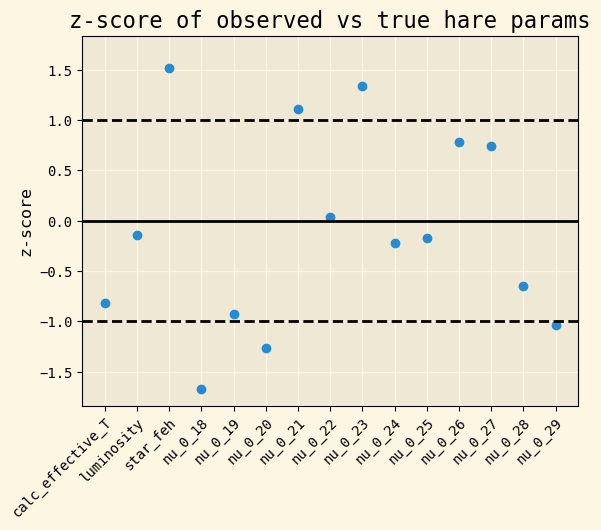 z-score of observed vs true hare params
z-score
1.5
1.0
0.5
0.0
−0.5
−1.0
−1.5
calc_effective_T
luminosity
star_feh
nu_0_18
nu_0_19
nu_0_20
nu_0_21
nu_0_22
nu_0_23
nu_0_24
nu_0_25
nu_0_26
nu_0_27
nu_0_28
nu_0_29